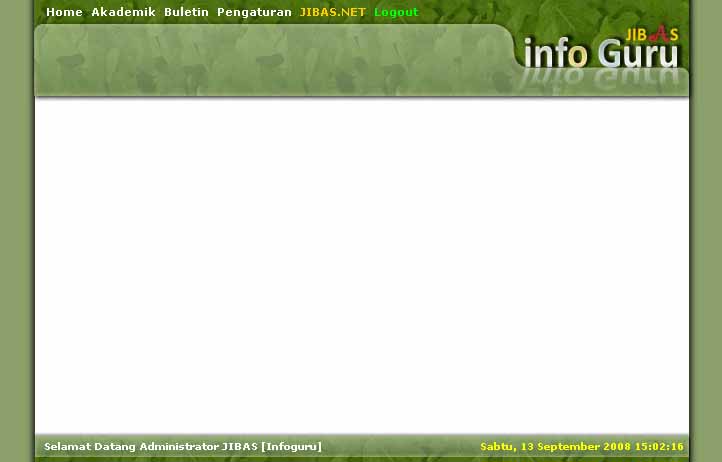 Home Akademik Buletin Pengaturan JIBAS.NET Logout
JIBAS
info Guru
Selamat Datang Administrator JIBAS [Infoguru]
Sabtu, 13 September 2008 15:02:16